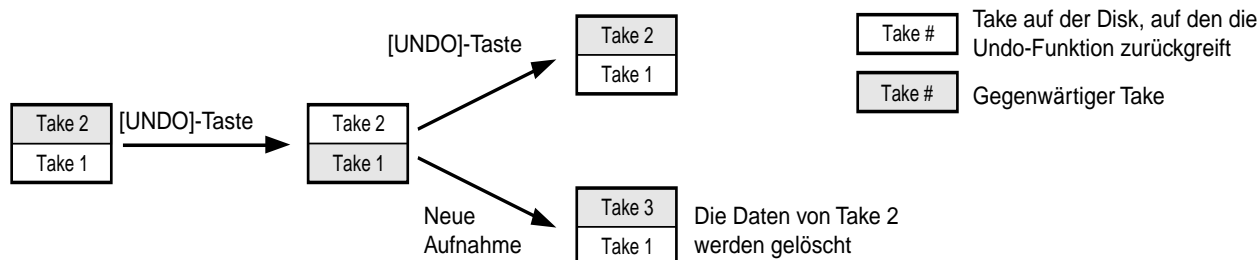 Take 2
Take 1
[UNDO]-Taste
Take 2
Take 1
[UNDO]-Taste
Take 2
Take 1
Neue
Aufnahme
Take 3
Take 1
Die Daten von Take 2
werden gelöscht
Take #
Take auf der Disk, auf den die
Undo-Funktion zurückgreift
Take #
Gegenwärtiger Take